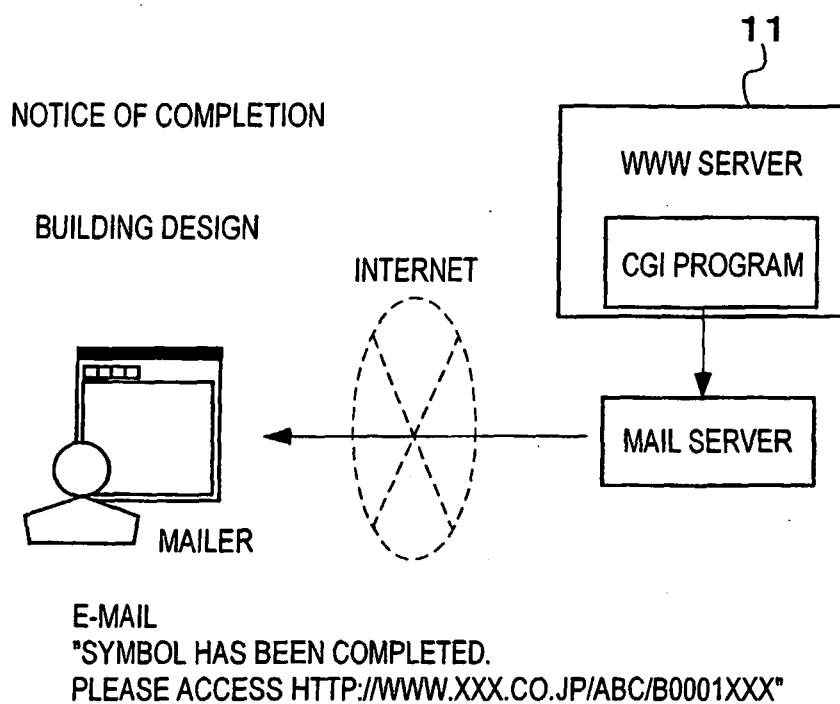 11
NOTICE OF COMPLETION
WWW SERVER
BUILDING DESIGN
CGI PROGRAM
INTERNET
MAIL SERVER
MAILER
E-MAIL
"SYMBOL HAS BEEN COMPLETED.
PLEASE ACCESS HTTP://WWW.XXX.CO.JP/ABC/B0001XXX"